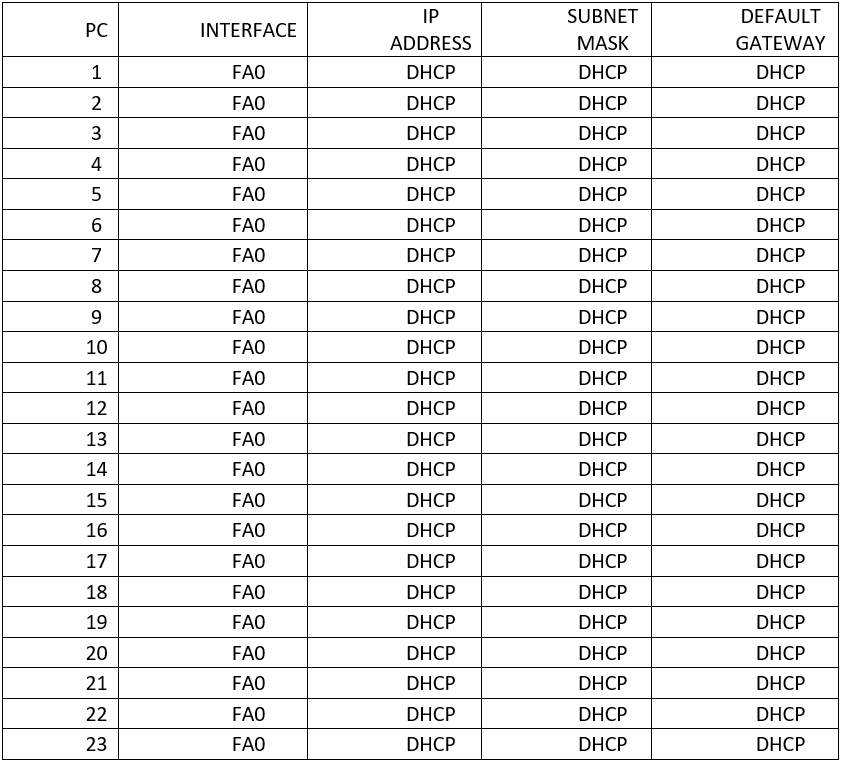 PC INTERFACE IP ADDRESS SUBNET MASK DEFAULT GATEWAY
1 FA0 DHCP DHCP DHCP
2 FA0 DHCP DHCP DHCP
3 FA0 DHCP DHCP DHCP
4 FA0 DHCP DHCP DHCP
5 FA0 DHCP DHCP DHCP
6 FA0 DHCP DHCP DHCP
7 FA0 DHCP DHCP DHCP
8 FA0 DHCP DHCP DHCP
9 FA0 DHCP DHCP DHCP
10 FA0 DHCP DHCP DHCP
11 FA0 DHCP DHCP DHCP
12 FA0 DHCP DHCP DHCP
13 FA0 DHCP DHCP DHCP
14 FA0 DHCP DHCP DHCP
15 FA0 DHCP DHCP DHCP
16 FA0 DHCP DHCP DHCP
17 FA0 DHCP DHCP DHCP
18 FA0 DHCP DHCP DHCP
19 FA0 DHCP DHCP DHCP
20 FA0 DHCP DHCP DHCP
21 FA0 DHCP DHCP DHCP
22 FA0 DHCP DHCP DHCP
23 FA0 DHCP DHCP DHCP